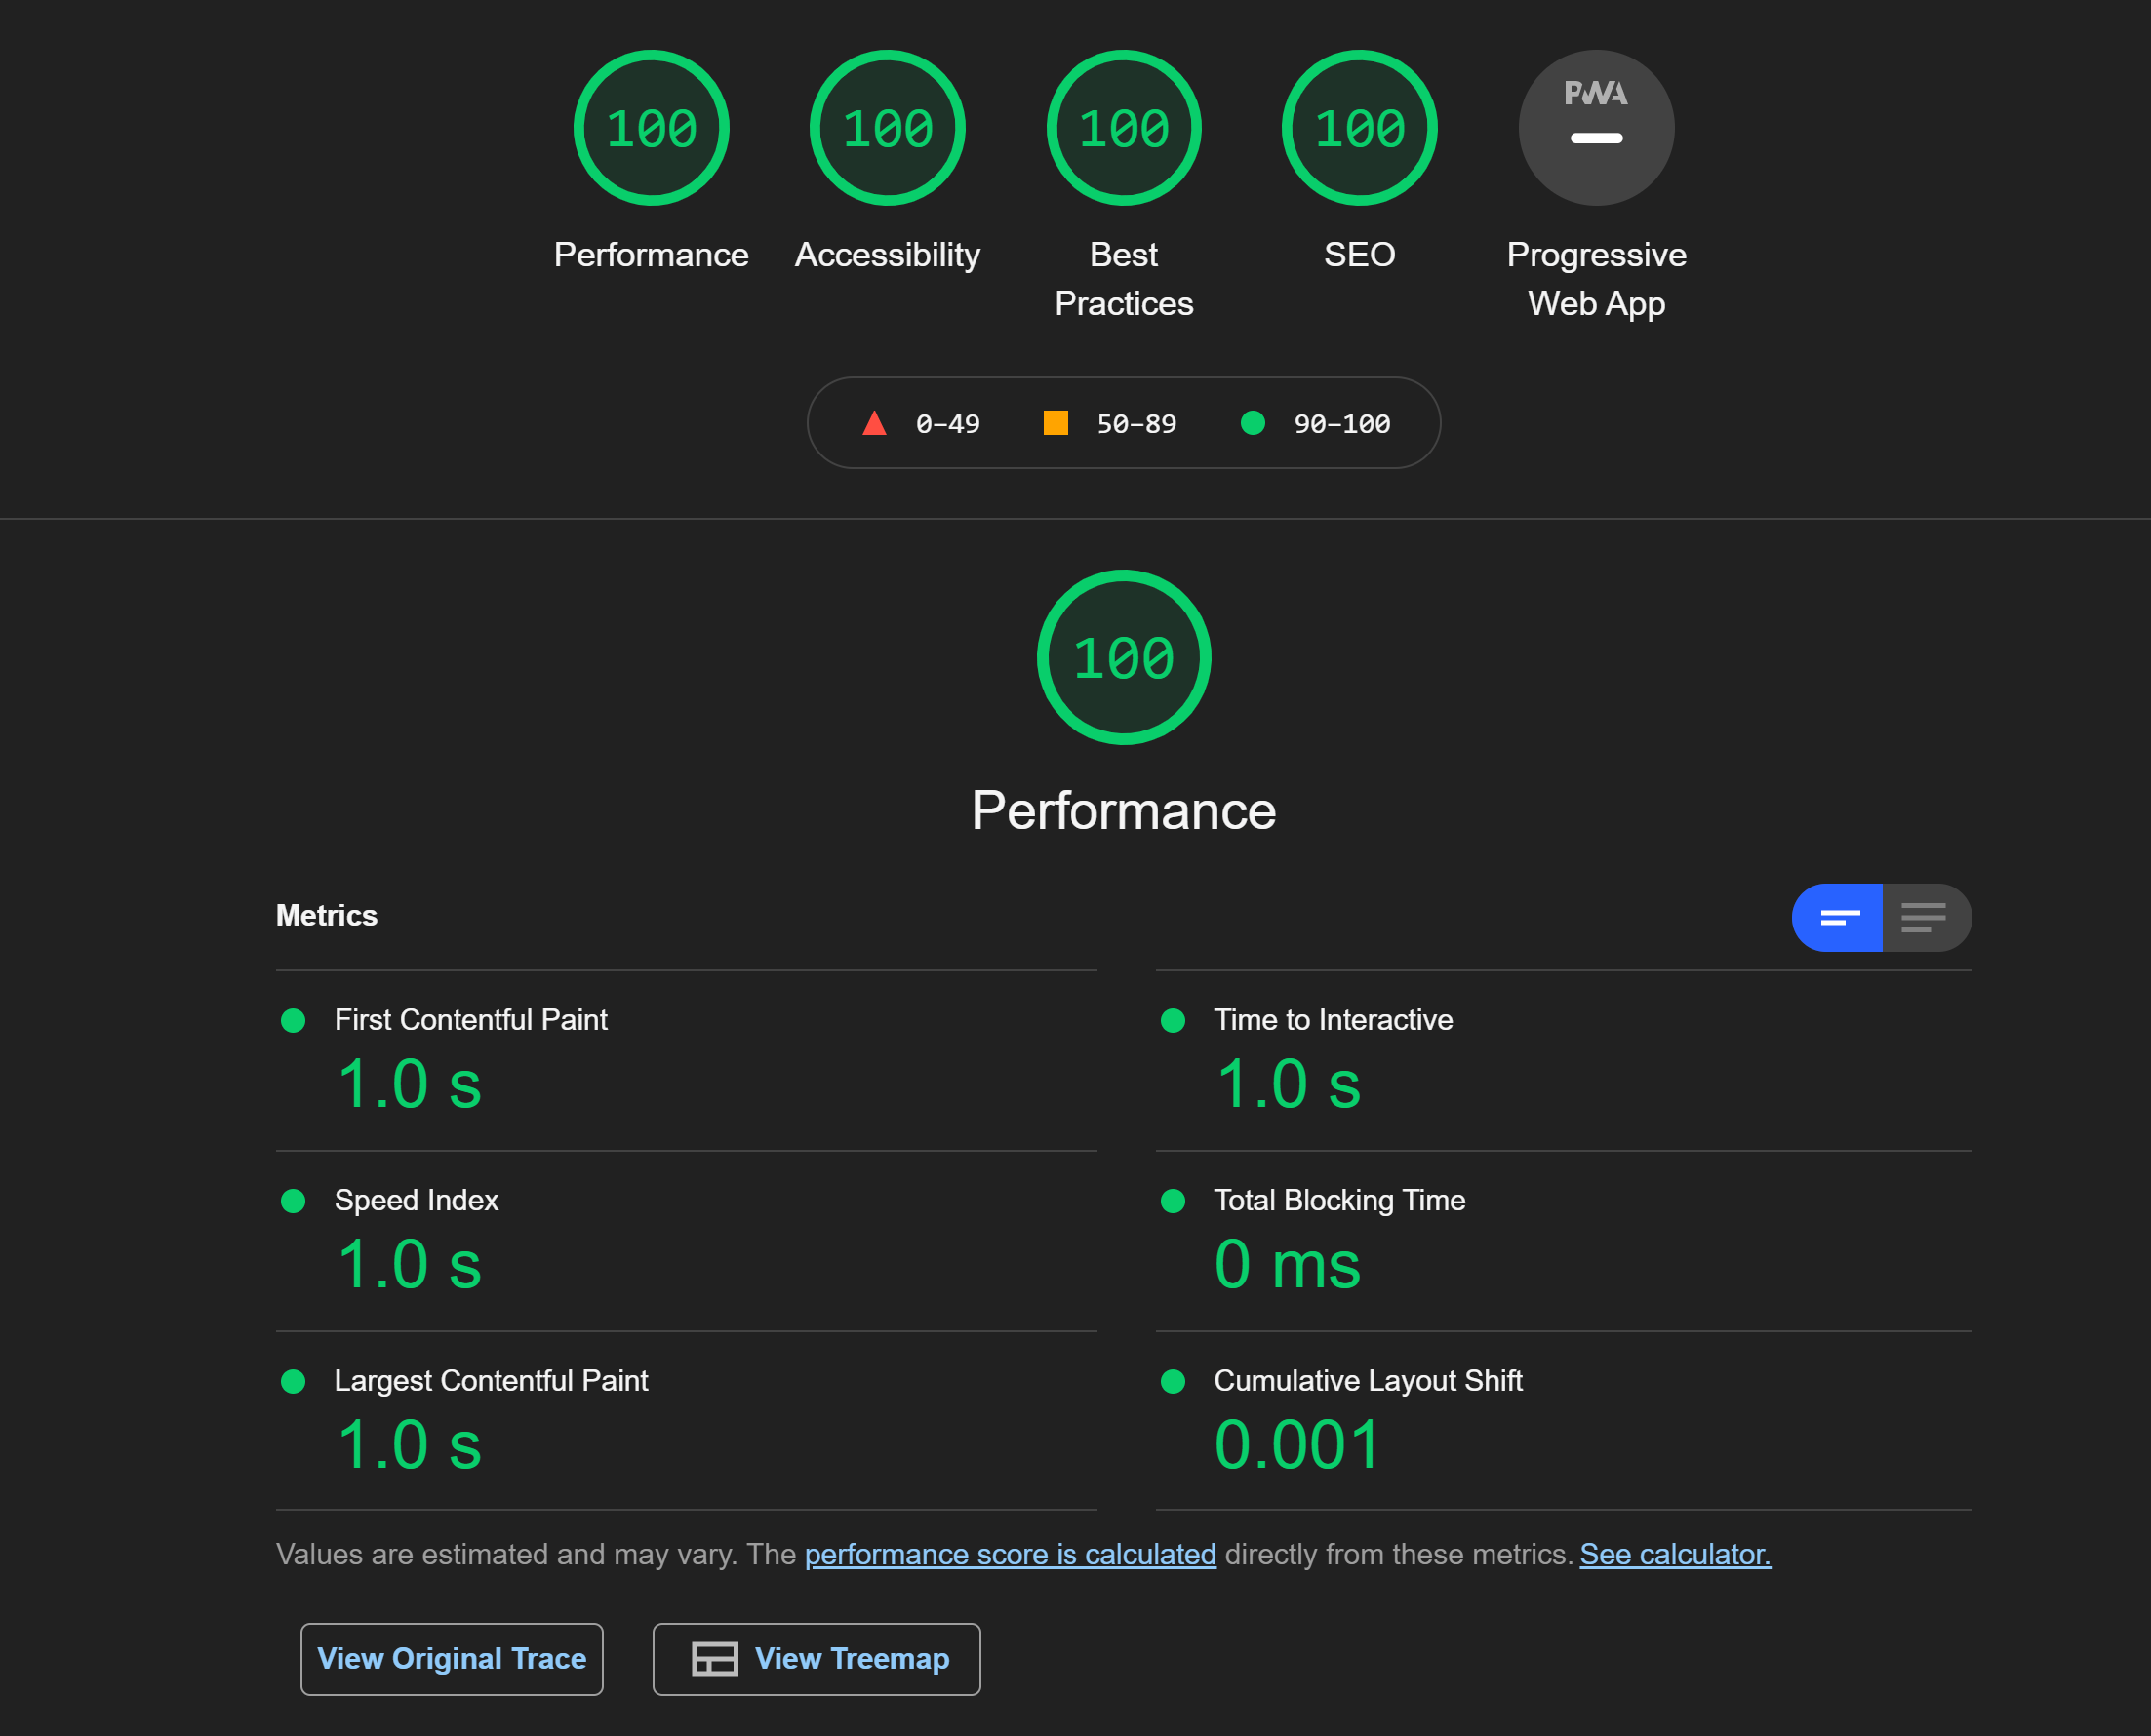 100
100
100
100
PWA
Performance
Accessibility
Best
Practices
SEO
Progressive
Web App
0–49
50–89
90–100
100
Performance
Metrics
First Contentful Paint
1.0 s
Time to Interactive
1.0 s
Speed Index
1.0 s
Total Blocking Time
0 ms
Largest Contentful Paint
1.0 s
Cumulative Layout Shift
0.001
Values are estimated and may vary. The performance score is calculated directly from these metrics. See calculator.
View Original Trace
View Treemap